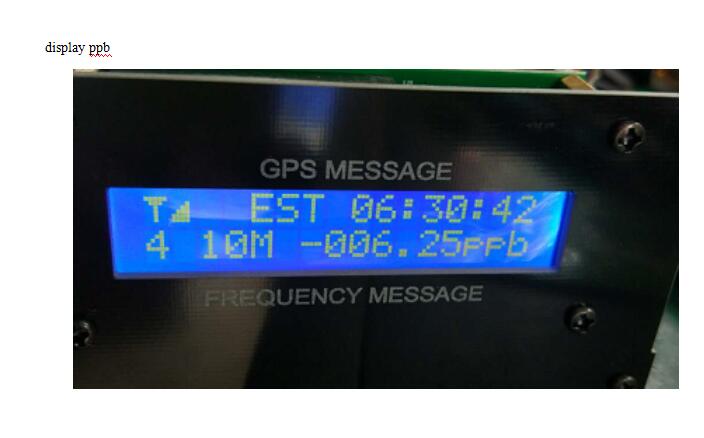 display ppb
GPS MESSAGE
EST 06:30:42
4 10M -006.25ppb
FREQUENCY MESSAGE